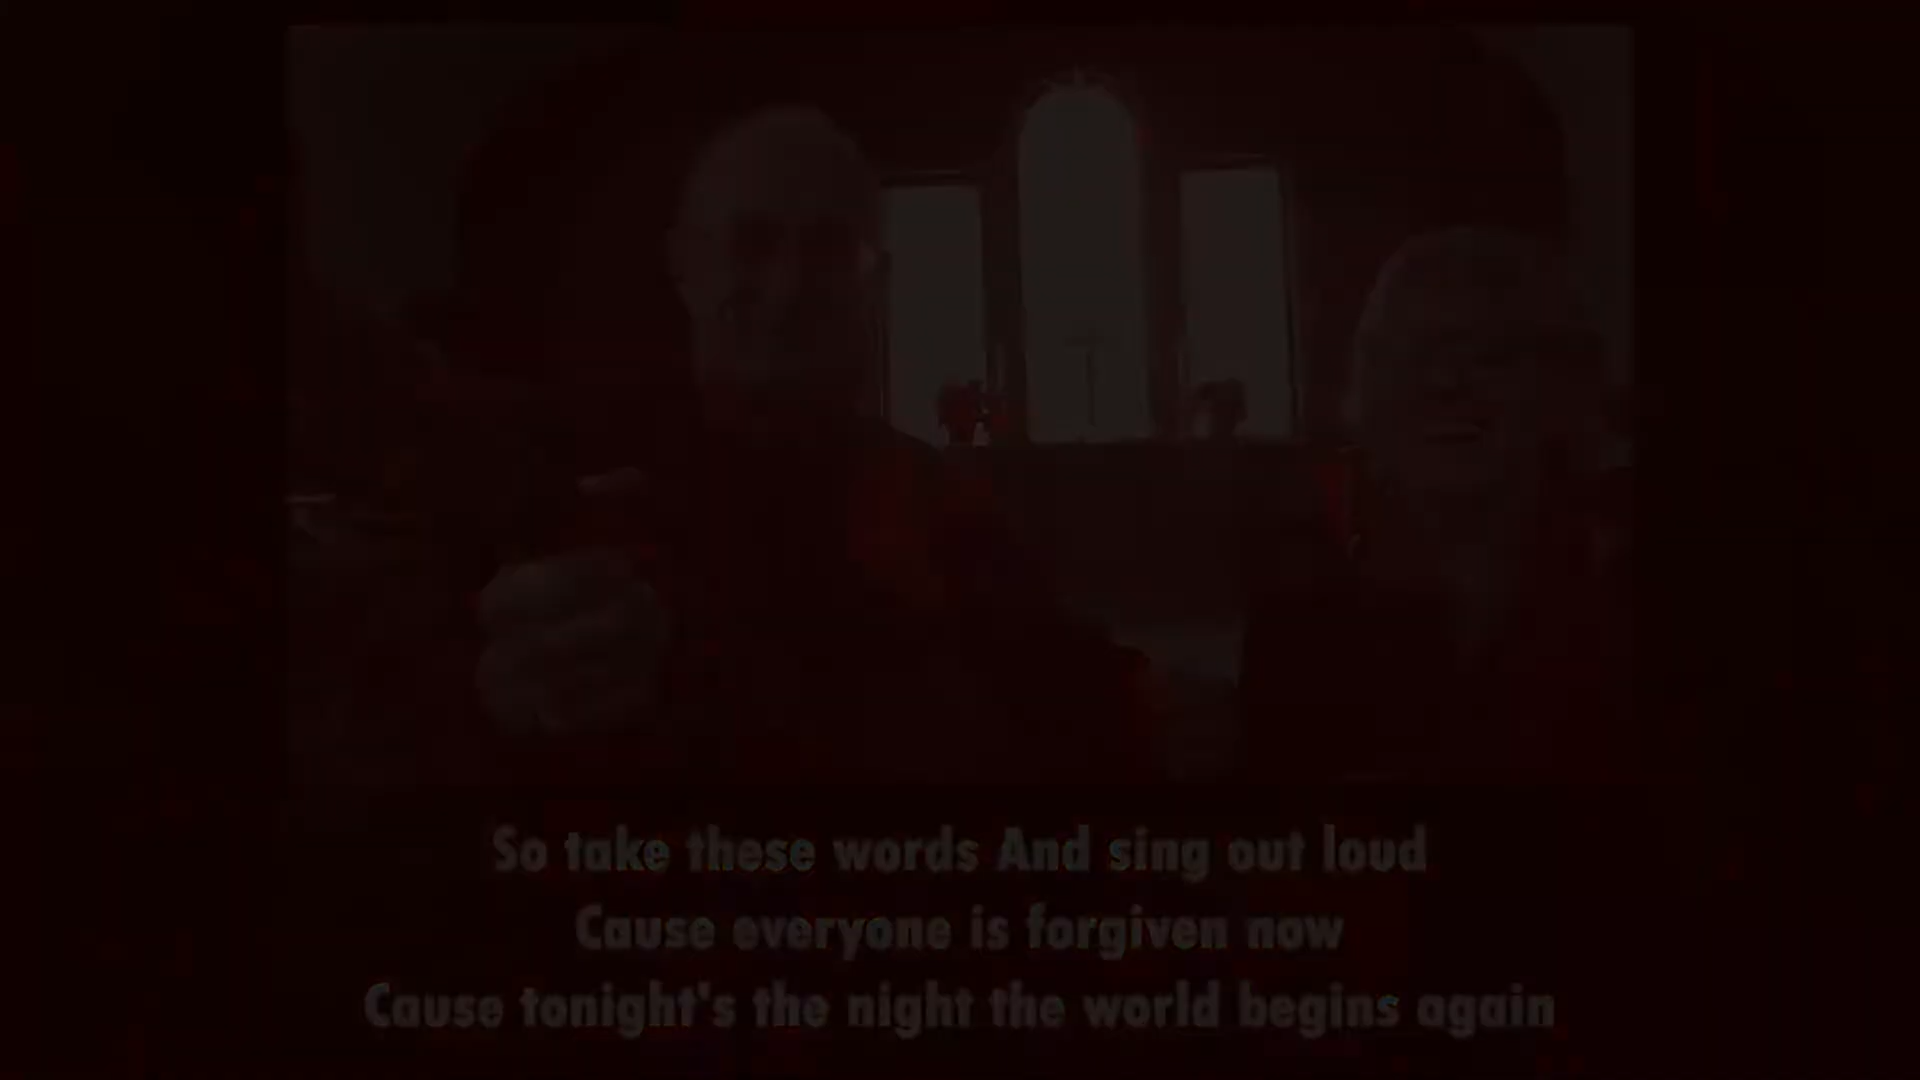 So take these words And sing out loud
Cause everyone is forgiven now
Cause tonight's the night the world begins again